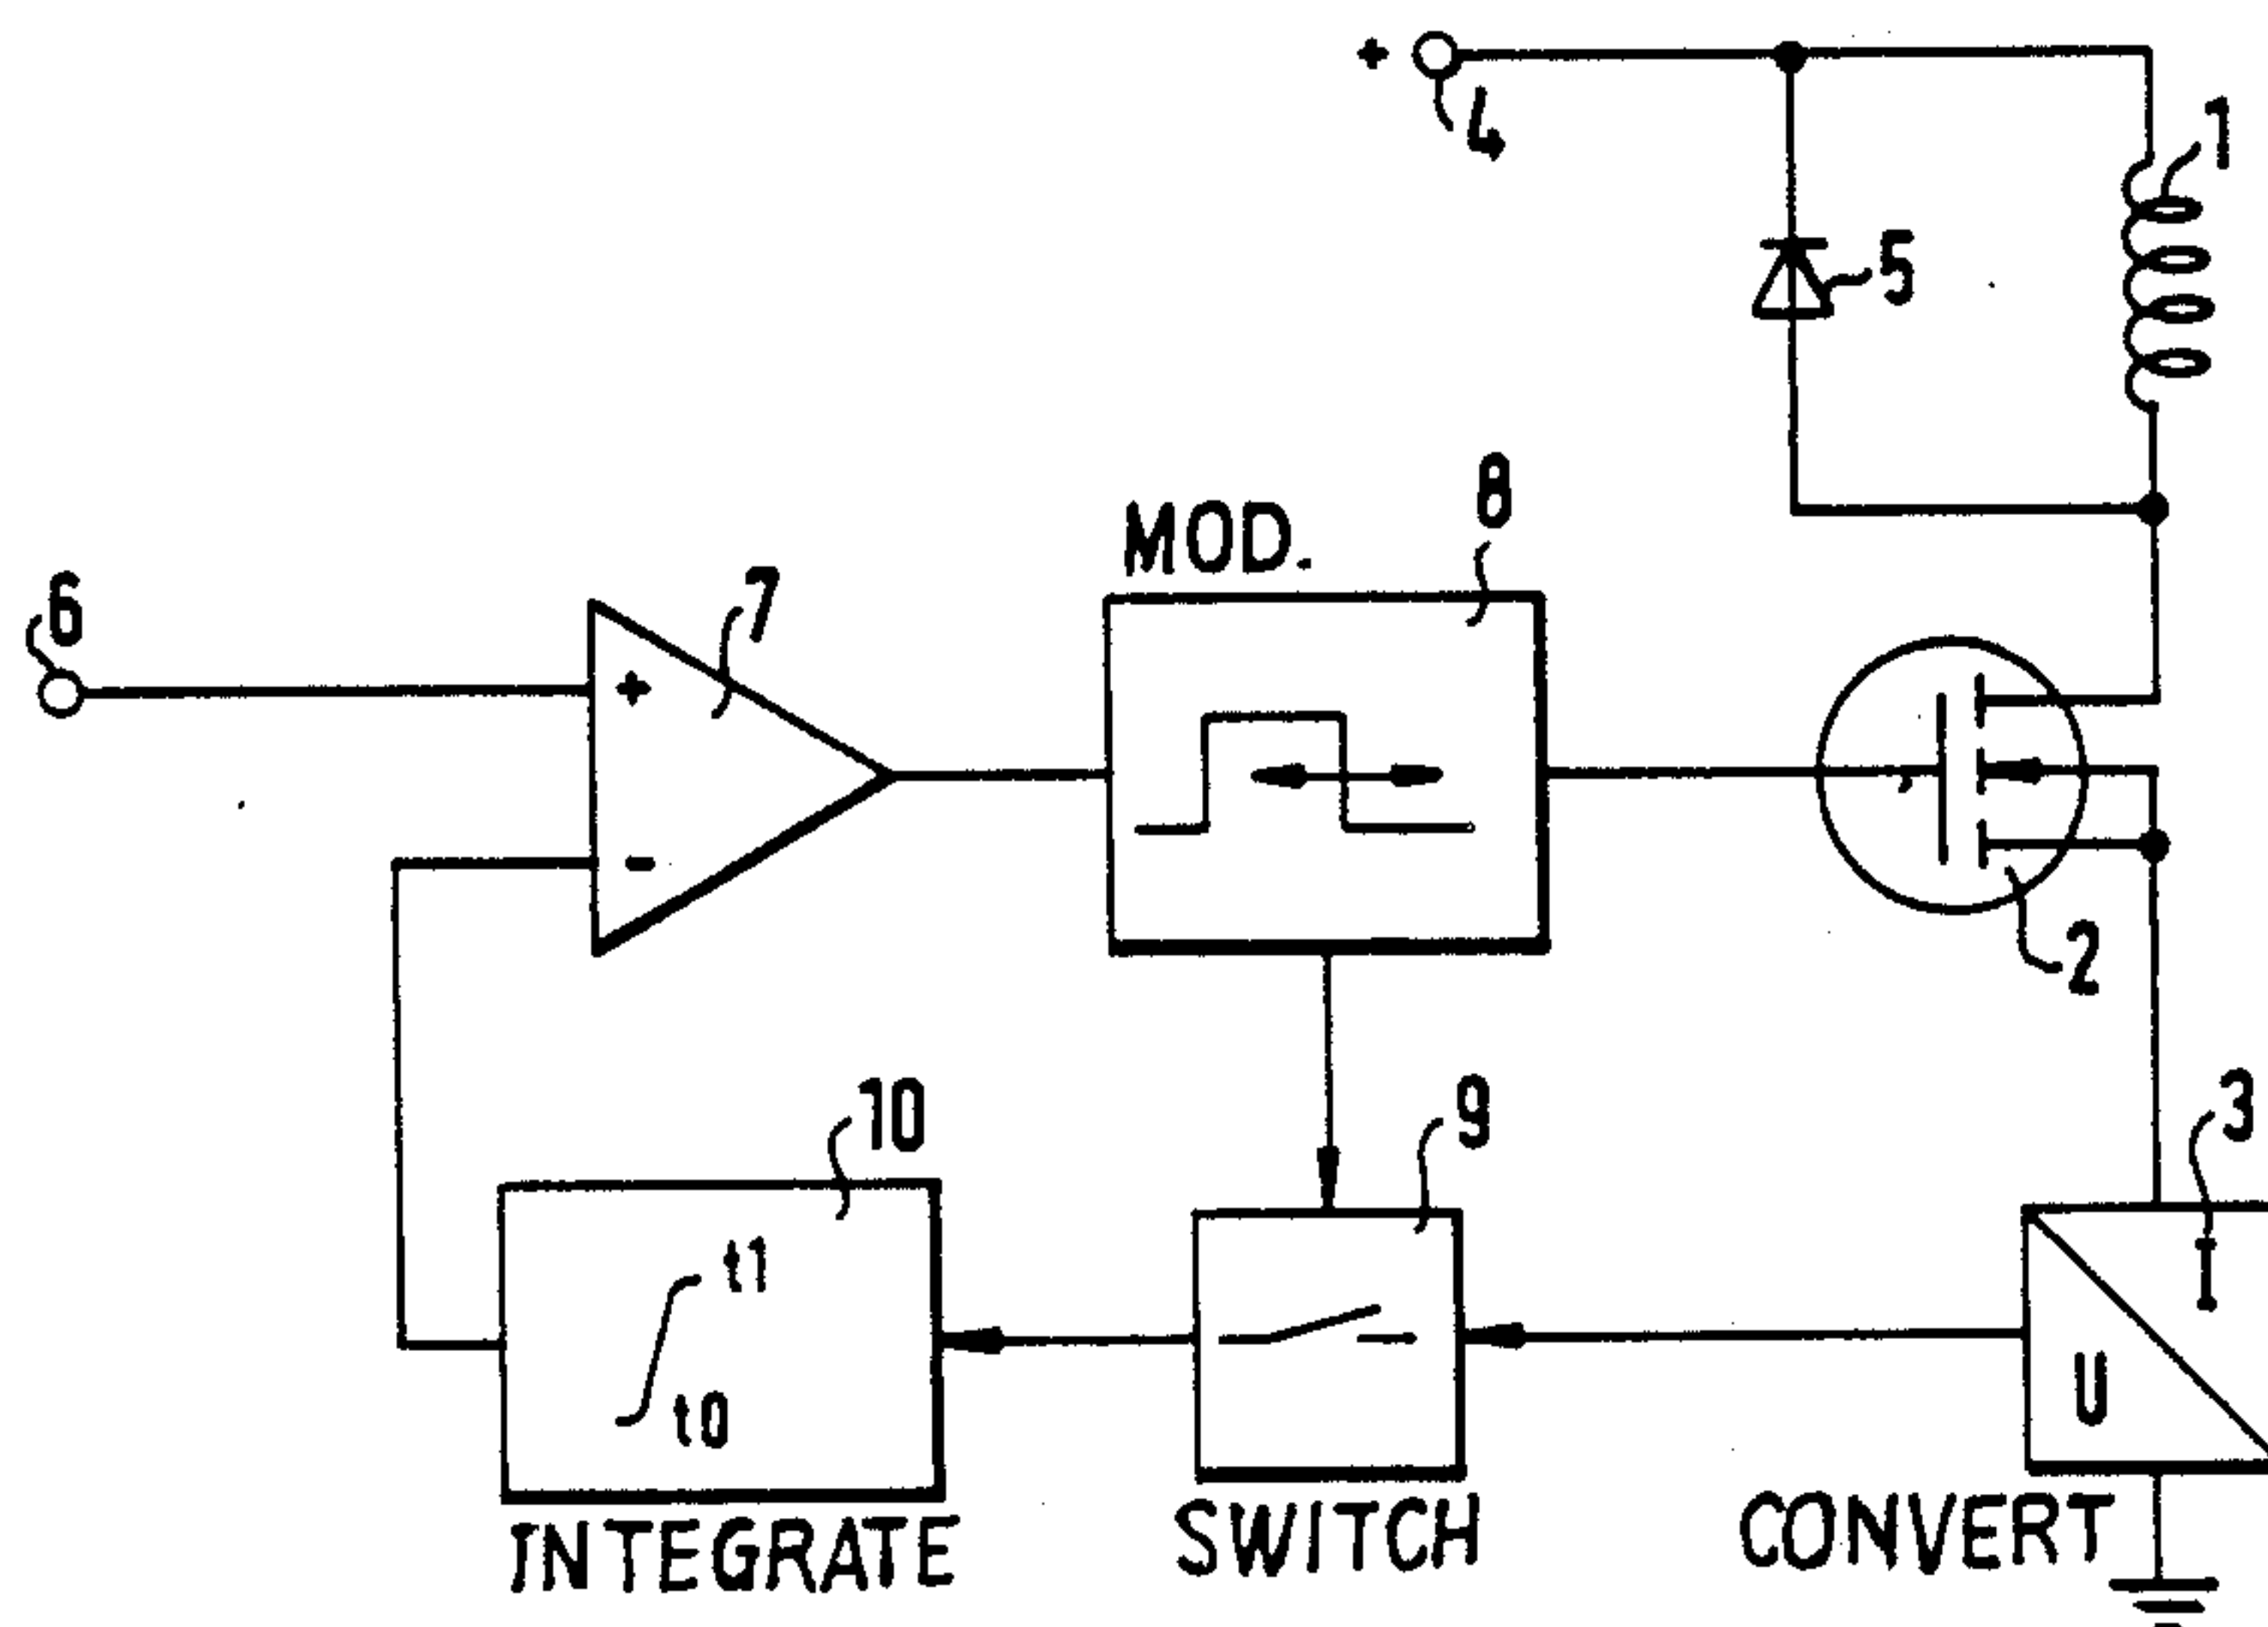 + 4
1
5
8
MOD.
6
7
+
-
2
10
9
3
t1
t0
I
U
INTEGRATE
SWITCH
CONVERT